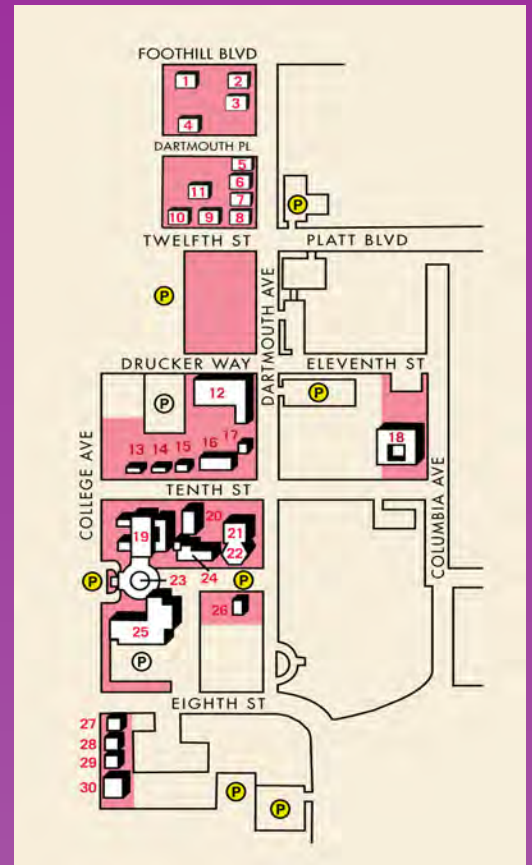 FOOTHILL BLVD
1
2
3
4
DARTMOUTH PL
5
6
11
7
10
9
8
P
TWELFTH ST
PLATT BLVD
P
DARTMOUTH AVE
DRUCKER WAY
ELEVENTH ST
12
P
P
COLLEGE AVE
17
18
13
14
15
16
COLUMBIA AVE
TENTH ST
20
19
21
22
P
23
24
P
26
25
P
EIGHTH ST
27
28
29
30
P
P